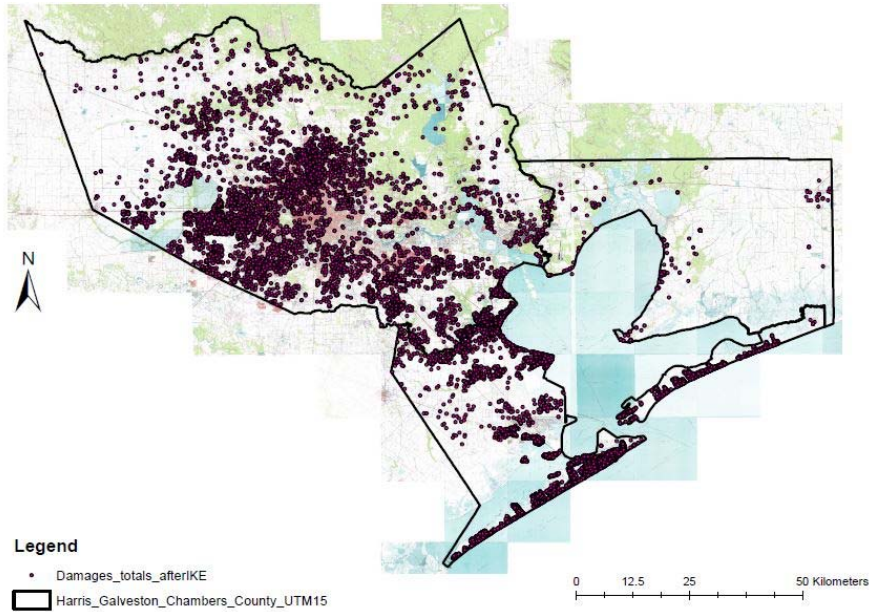 N
Legend
Damages_totals_afterIKE
Harris_Galveston_Chambers_County_UTM15
0 12.5 25 50 Kilometers